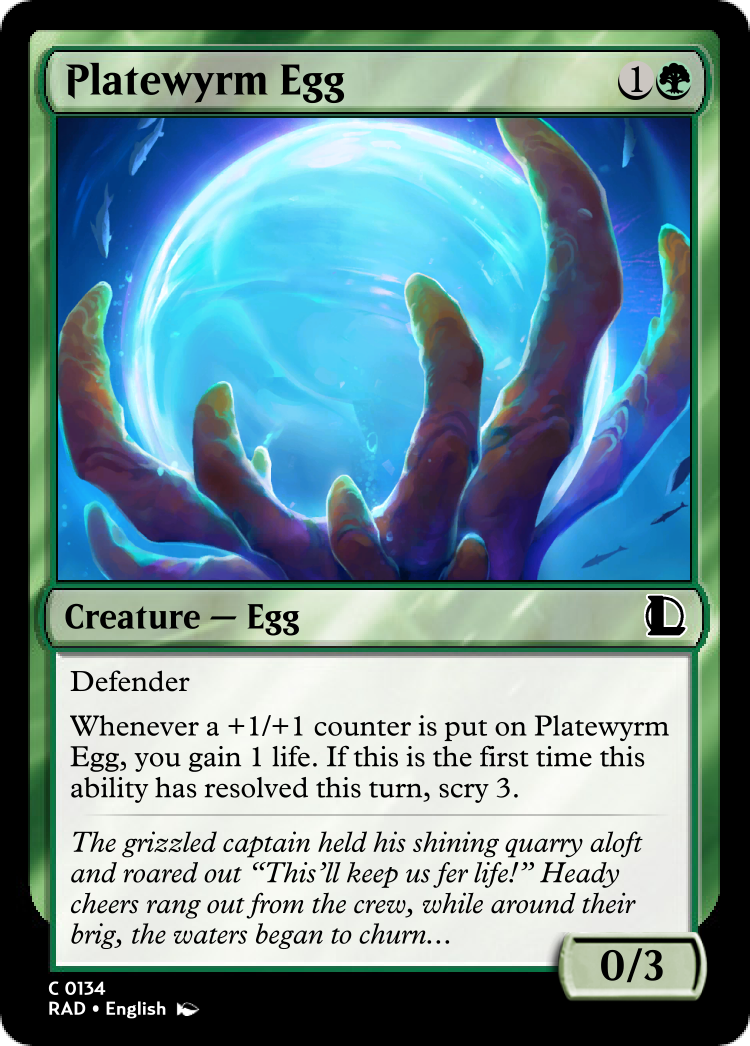 Platewyrm Egg 1
Creature — Egg L
Defender
Whenever a +1/+1 counter is put on Platewyrm
Egg, you gain 1 life. If this is the first time this
ability has resolved this turn, scry 3.
The grizzled captain held his shining quarry aloft
and roared out “This’ll keep us fer life!” Heady
cheers rang out from the crew, while around their
brig, the waters began to churn…
0/3
C 0134
RAD • English